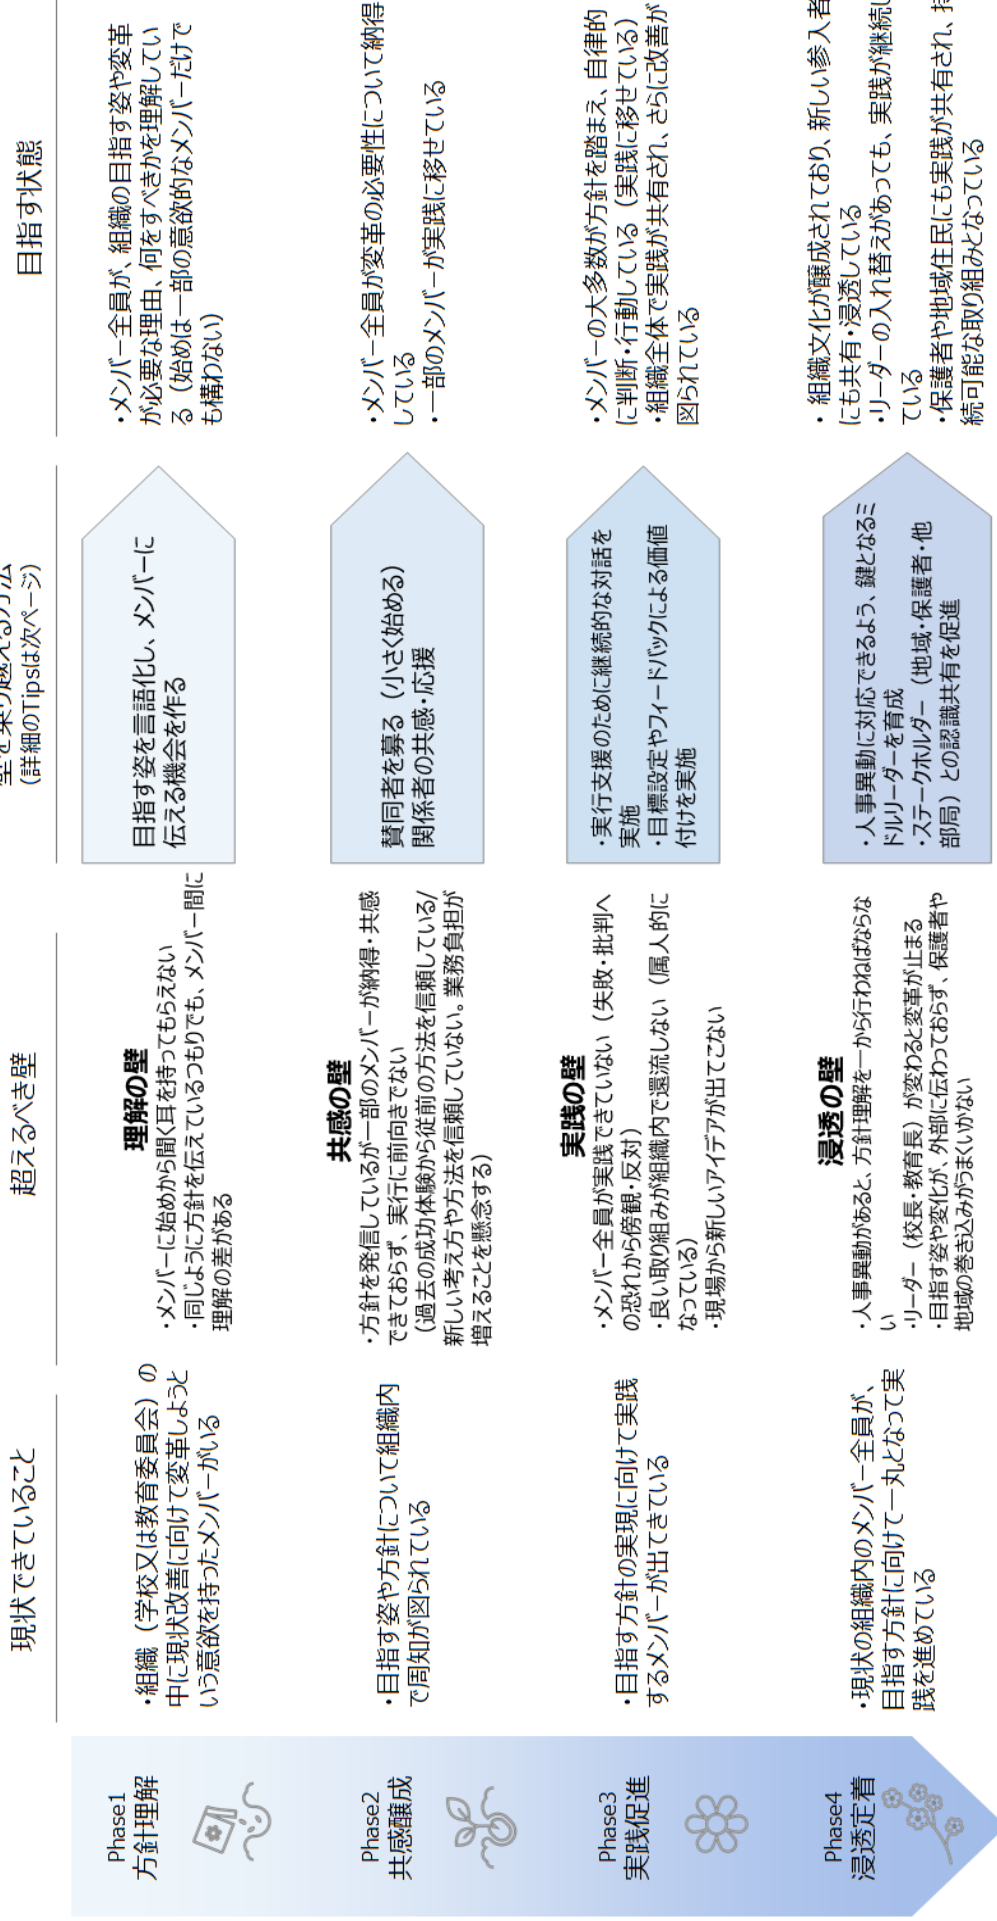 現状できていること
超えるべき壁
壁を乗り越える方法
（詳細のTipsは次ページ）
目指す状態
Phase1
方針理解
・組織（学校又は教育委員会）の
中に現状改善に向けて変革しようと
いう意欲を持ったメンバーがいる
理解の壁
・メンバーに始めから聞く耳を持ってもらえない
・同じように方針を伝えているつもりでも、メンバー間に
理解の差がある
目指す姿を言語化し、メンバーに
伝える機会を作る
・メンバー全員が、組織の目指す姿や変革
が必要な理由、何をすべきかを理解してい
る（始めは一部の意欲的なメンバーだけで
も構わない）
Phase2
共感醸成
・目指す姿や方針について組織内
で周知が図られている
共感の壁
・方針を発信しているが一部のメンバーが納得・共感
できておらず、実行に前向きでない
（過去の成功体験から従前の方法を信頼している/
新しい考え方や方法を信頼していない。業務負担が
増えることを懸念する）
賛同者を募る（小さく始める）
関係者の共感・応援
・メンバー全員が変革の必要性について納得
している
・一部のメンバーが実践に移せている
Phase3
実践促進
・目指す方針の実現に向けて実践
するメンバーが出てきている
実践の壁
・メンバー全員が実践できていない（失敗・批判へ
の恐れから傍観・反対）
・良い取り組みが組織内で還流しない（属人的に
なっている）
・現場から新しいアイデアが出てこない
・実行支援のために継続的な対話を
実施
・目標設定やフィードバックによる価値
付けを実施
・メンバーの大多数が方針を踏まえ、自律的
に判断・行動している（実践に移せている）
・組織全体で実践が共有され、さらに改善が
図られている
Phase4
浸透定着
・現状の組織内のメンバー全員が、
目指す方針に向けて一丸となって実
践を進めている
浸透の壁
・人事異動があると、方針理解を一から行わねばならな
い
・リーダー（校長・教育長）が変わると変革が止まる
・目指す姿や変化が、外部に伝わっておらず、保護者や
地域の巻き込みがうまくいかない
・人事異動に対応できるよう、鍵となるミ
ドルリーダーを育成
・ステークホルダー（地域・保護者・他
部局）との認識共有を促進
・組織文化が醸成されており、新しい参入者
にも共有・浸透している
・リーダーの入れ替えがあっても、実践が継続し
ている
・保護者や地域住民にも実践が共有され、持
続可能な取り組みとなっている